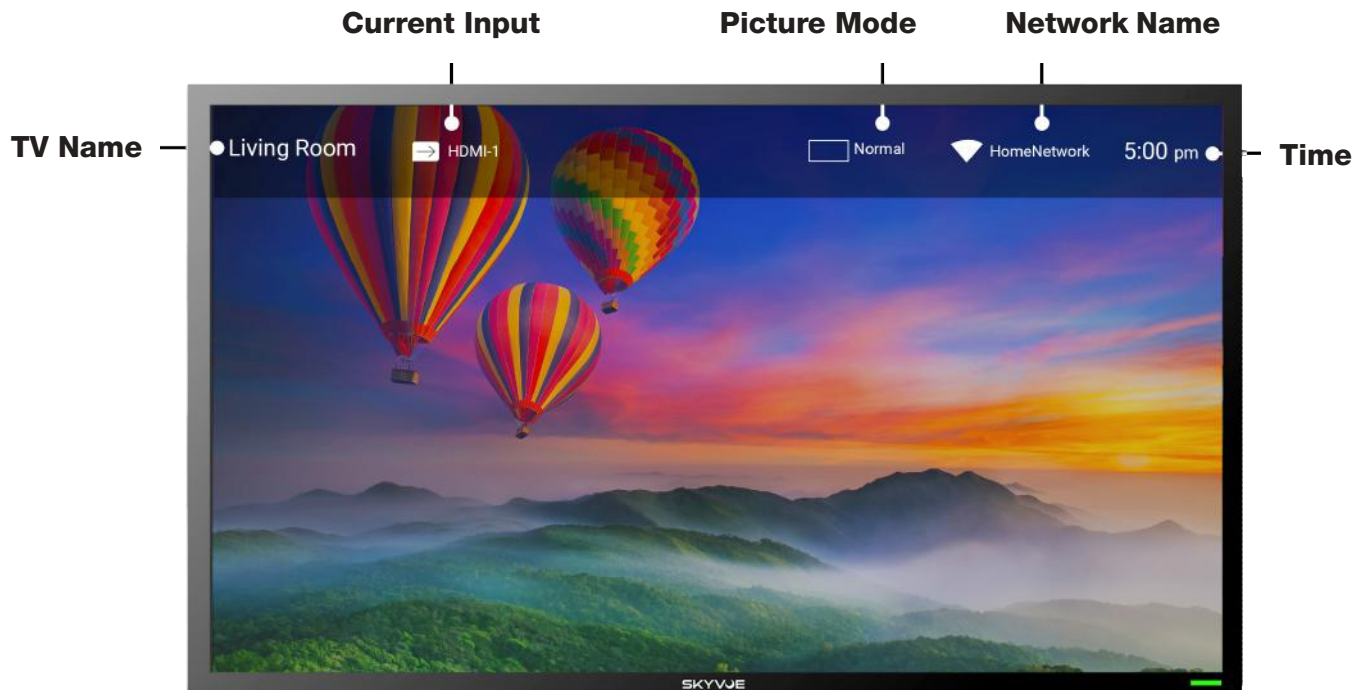 Current Input
Picture Mode
Network Name
TV Name
Living Room
HDMI-1
Normal
HomeNetwork
5:00 pm
Time
SKYVUE